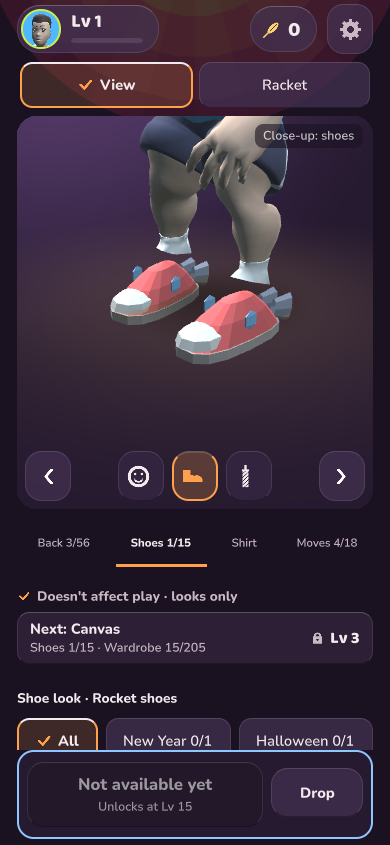 Lv 1
0
View
Racket
Close-up: shoes
Back 3/56
Shoes 1/15
Shirt
Moves 4/18
Doesn't affect play · looks only
Next: Canvas
Shoes 1/15 · Wardrobe 15/205
Lv 3
Shoe look · Rocket shoes
All
New Year 0/1
Halloween 0/1
Not available yet
Unlocks at Lv 15
Drop